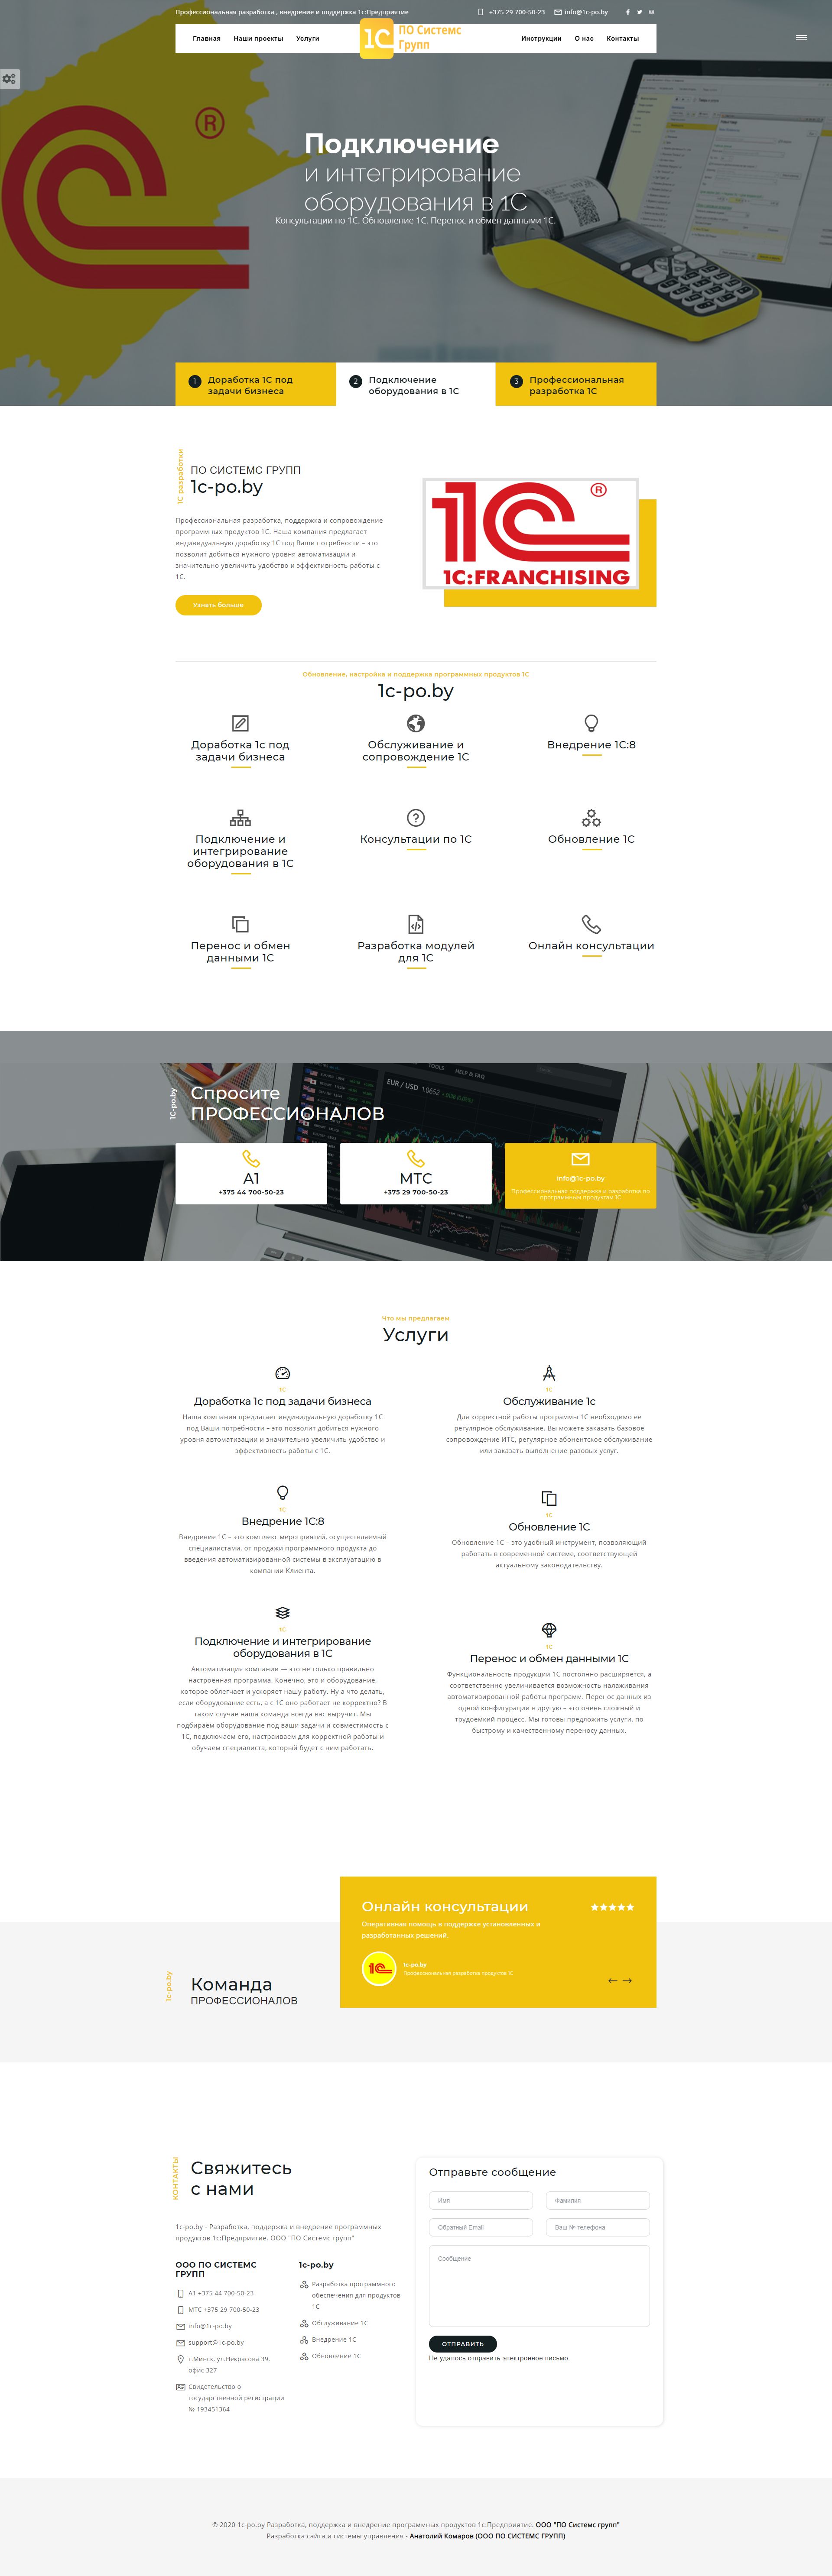 Профессиональная разработка , внедрение и поддержка 1с:Предприятие
+375 29 700-50-23
info@1c-po.by
Главная
Наши проекты
Услуги
1С ПО Системс
Групп
Инструкции
О нас
Контакты
®
Подключение
и интегрирование
оборудования в 1С
Консультации по 1С. Обновление 1С. Перенос и обмен данными 1С.
1 Доработка 1С под
задачи бизнеса
2 Подключение
оборудования в 1С
3 Профессиональная
разработка 1С
1С разработки
ПО СИСТЕМС ГРУПП
1c-po.by
Профессиональная разработка, поддержка и сопровождение
программных продуктов 1С. Наша компания предлагает
индивидуальную доработку 1С под Ваши потребности – это
позволит добиться нужного уровня автоматизации и
значительно увеличить удобство и эффективность работы с
1С.
Узнать больше
1С ®
1C:FRANCHISING
Обновление, настройка и поддержка программных продуктов 1С
1c-po.by
Доработка 1с под
задачи бизнеса
Обслуживание и
сопровождение 1С
Внедрение 1С:8
Подключение и
интегрирование
оборудования в 1С
Консультации по 1С
Обновление 1С
Перенос и обмен
данными 1С
Разработка модулей
для 1С
Онлайн консультации
TOOLS HELP & FAQ
EUR / USD 1.0652
1C-po.by
Спросите
ПРОФЕССИОНАЛОВ
А1
+375 44 700-50-23
МТС
+375 29 700-50-23
info@1c-po.by
Профессиональная поддержка и разработка по
программным продуктам 1С
Что мы предлагаем
Услуги
1С
Доработка 1с под задачи бизнеса
Наша компания предлагает индивидуальную доработку 1С
под Ваши потребности – это позволит добиться нужного
уровня автоматизации и значительно увеличить удобство и
эффективность работы с 1С.
1С
Обслуживание 1с
Для корректной работы программы 1С необходимо ее
регулярное обслуживание. Вы можете заказать базовое
сопровождение ИТС, регулярное абонентское обслуживание
или заказать выполнение разовых услуг.
1С
Внедрение 1С:8
Внедрение 1С – это комплекс мероприятий, осуществляемый
специалистами, от продажи программного продукта до
введения автоматизированной системы в эксплуатацию в
компании Клиента.
1С
Обновление 1С
Обновление 1С – это удобный инструмент, позволяющий
работать в современной системе, соответствующей
актуальному законодательству.
1С
Подключение и интегрирование
оборудования в 1С
Автоматизация компании — это не только правильно
настроенная программа. Конечно, это и оборудование,
которое облегчает и ускоряет нашу работу. Ну а что делать,
если оборудование есть, а с 1С оно работает не корректно? В
таком случае наша команда всегда вас выручит. Мы
подбираем оборудование под ваши задачи и совместимость с
1С, подключаем его, настраиваем для корректной работы и
обучаем специалиста, который будет с ним работать.
1С
Перенос и обмен данными 1С
Функциональность продукции 1С постоянно расширяется, а
соответственно увеличивается возможность налаживания
автоматизированной работы программ. Перенос данных из
одной конфигурации в другую – это очень сложный и
трудоемкий процесс. Мы готовы предложить услуги, по
быстрому и качественному переносу данных.
Онлайн консультации
Оперативная помощь в поддержке установленных и
разработанных решений.
1c-po.by
Профессиональная разработка продуктов 1С
1c-po.by
Команда
ПРОФЕССИОНАЛОВ
КОНТАКТЫ
Свяжитесь
с нами
1c-po.by - Разработка, поддержка и внедрение программных
продуктов 1с:Предприятие. ООО "ПО Системс групп"
ООО ПО СИСТЕМС
ГРУПП
А1 +375 44 700-50-23
МТС +375 29 700-50-23
info@1c-po.by
support@1c-po.by
г.Минск, ул.Некрасова 39,
офис 327
Свидетельство о
государственной регистрации
№ 193451364
1c-po.by
Разработка программного
обеспечения для продуктов
1С
Обслуживание 1С
Внедрение 1С
Обновление 1С
Отправьте сообщение
Имя
Фамилия
Обратный Email
Ваш № телефона
Сообщение
ОТПРАВИТЬ
Не удалось отправить электронное письмо.
© 2020 1c-po.by Разработка, поддержка и внедрение программных продуктов 1с:Предприятие. ООО "ПО Системс групп"
Разработка сайта и системы управления - Анатолий Комаров (ООО ПО СИСТЕМС ГРУПП)